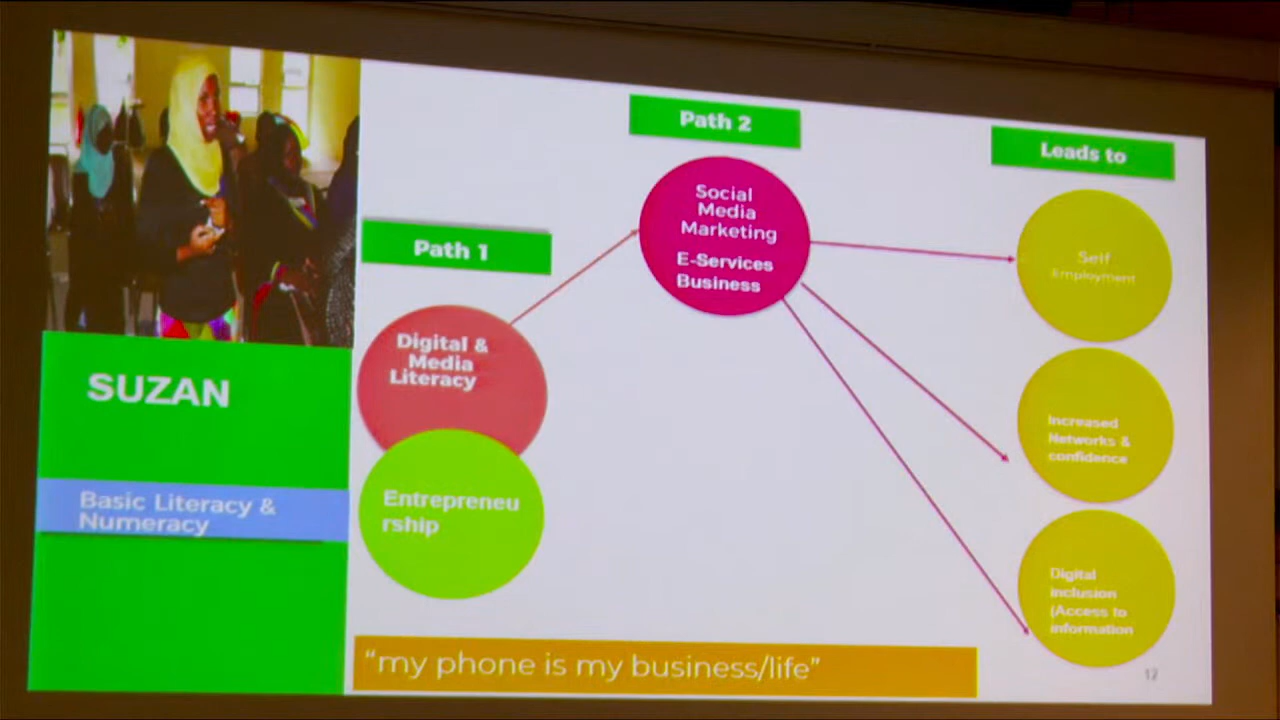 SUZAN
Basic Literacy &
Numeracy
Path 1
Digital &
Media
Literacy
Entrepreneu
rship
Path 2
Social
Media
Marketing
E-Services
Business
Leads to
Self
Employment
Increased
Networks &
confidence
Digital
inclusion
(Access to
information
"my phone is my business/life"
12